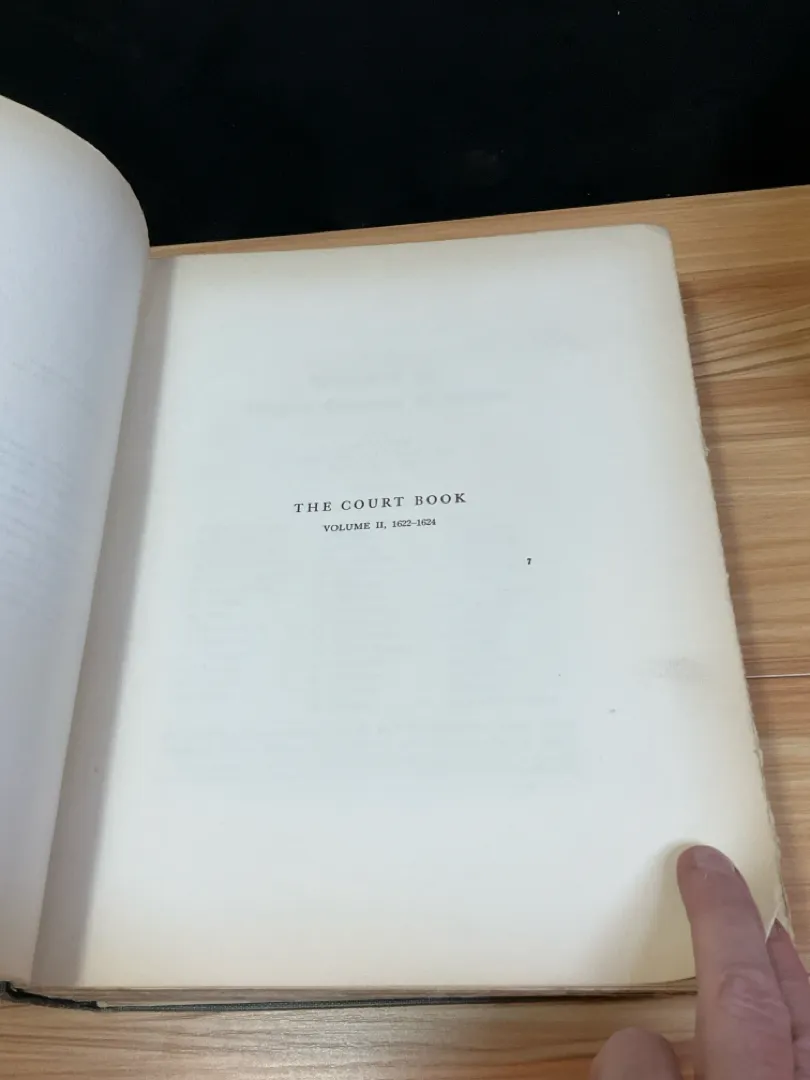 THE COURT BOOK
VOLUME II, 1622–1624
7